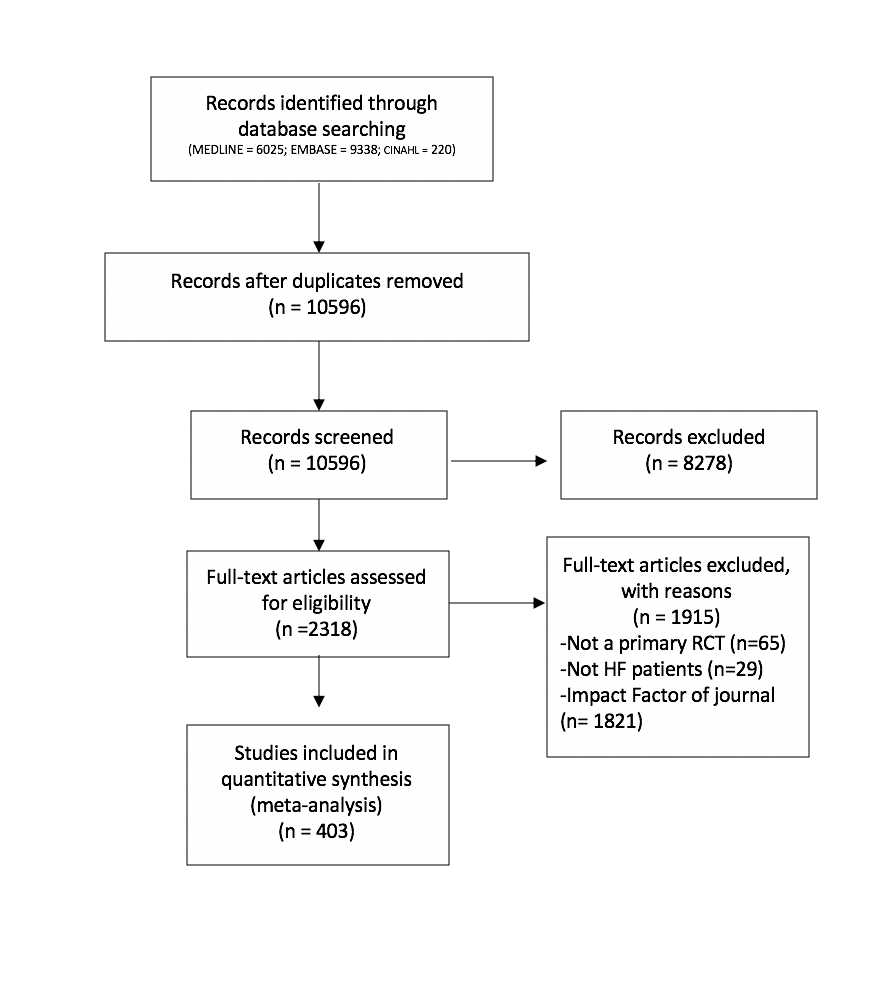 Records identified through
database searching
(MEDLINE = 6025; EMBASE = 9338; CINAHL = 220)
Records after duplicates removed
(n = 10596)
Records screened
(n = 10596)
Records excluded
(n = 8278)
Full-text articles assessed
for eligibility
(n =2318)
Full-text articles excluded,
with reasons
(n = 1915)
-Not a primary RCT (n=65)
-Not HF patients (n=29)
-Impact Factor of journal
(n= 1821)
Studies included in
quantitative synthesis
(meta-analysis)
(n = 403)